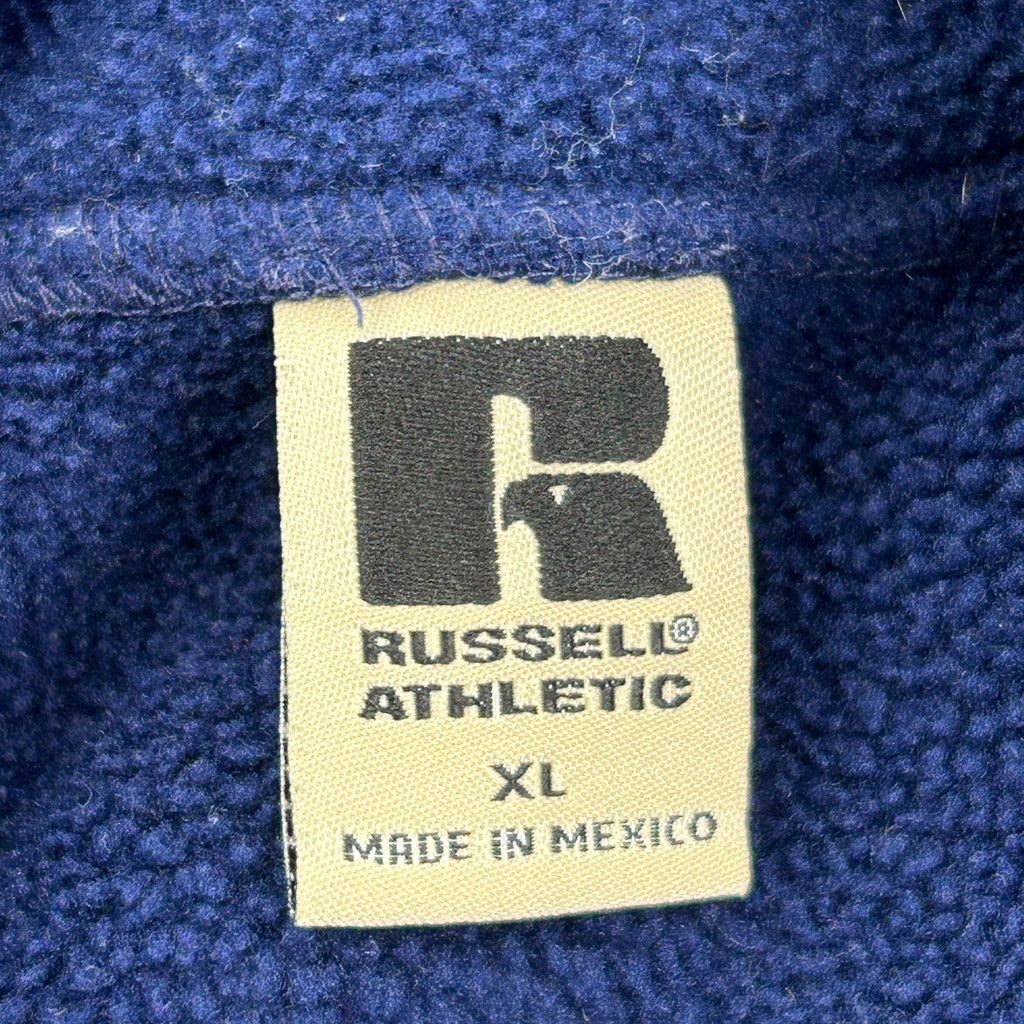 R
RUSSELL®
ATHLETIC
XL
MADE IN MEXICO